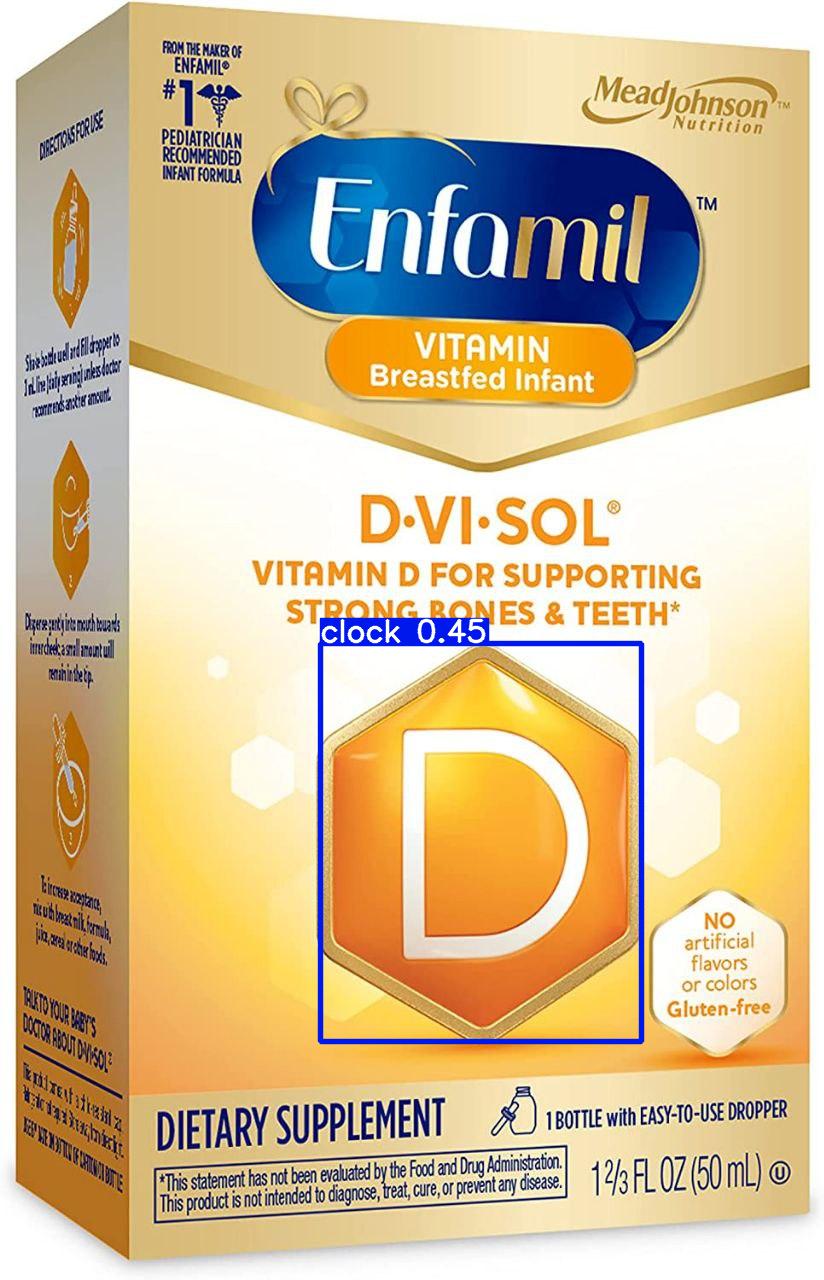 FROM THE MAKER OF
ENFAMIL®
#1
PEDIATRICIAN
RECOMMENDED
INFANT FORMULA
MeadJohnson™
Nutrition
Enfamil™
VITAMIN
Breastfed Infant
D·VI·SOL®
VITAMIN D FOR SUPPORTING
STRONG BONES & TEETH*
clock 0.45
D
NO
artificial
flavors
or colors
Gluten-free
DIETARY SUPPLEMENT
1 BOTTLE with EASY-TO-USE DROPPER
*This statement has not been evaluated by the Food and Drug Administration.
This product is not intended to diagnose, treat, cure, or prevent any disease.
1 2/3 FL OZ (50 mL) U
DIRECTIONS FOR USE
Shake bottle well and fill dropper to
1 mL line (daily serving) unless doctor
recommends another amount.
2
Disperse gently into mouth towards
inner cheek; a small amount will
remain in the tip.
3
To increase acceptance,
mix with breast milk, formula,
juice, cereal or other foods.
TALK TO YOUR BABY'S
DOCTOR ABOUT D-VI-SOL